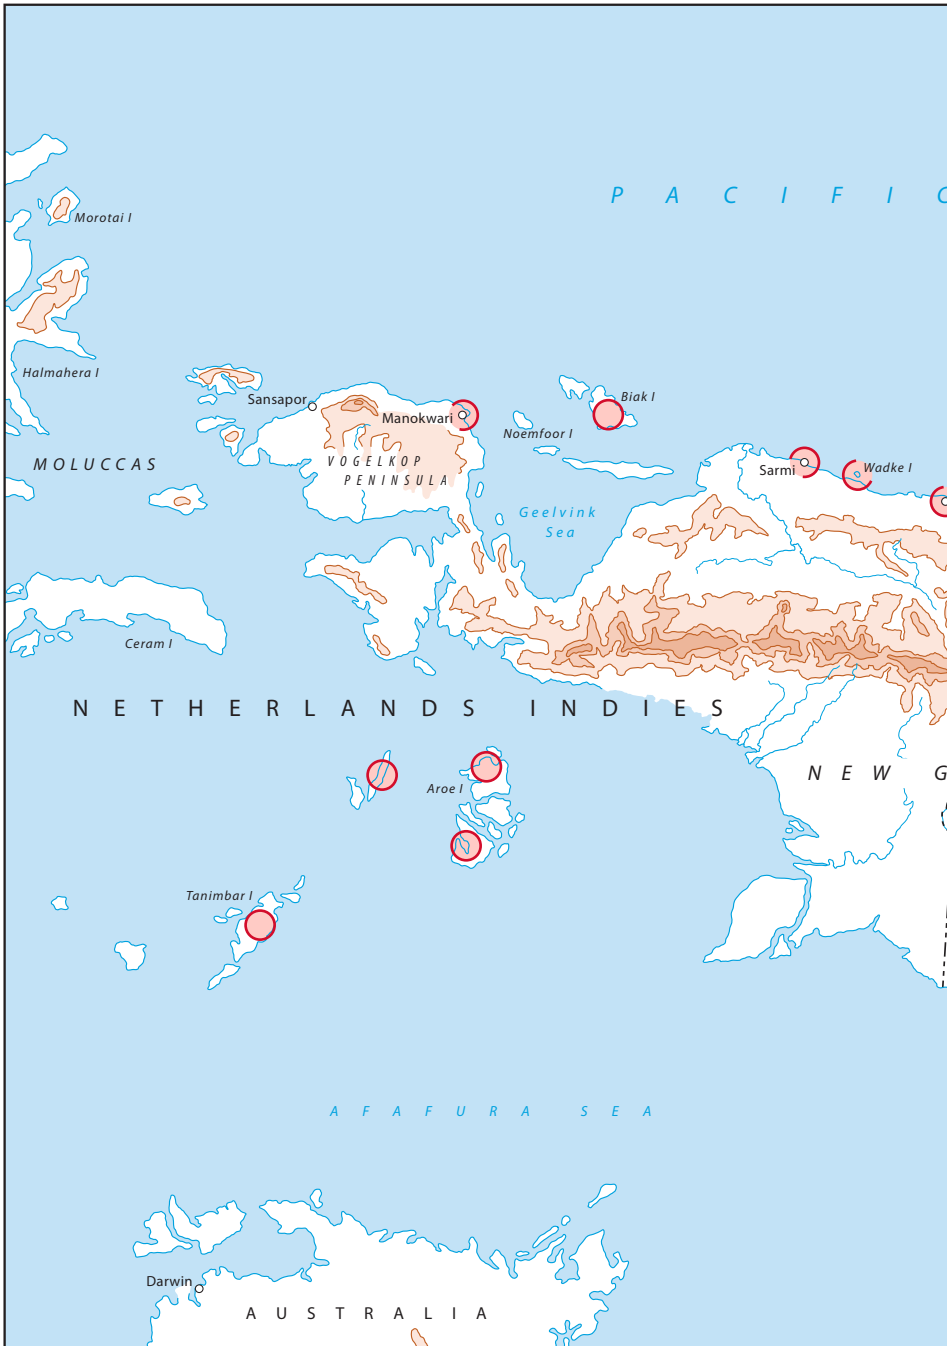 P A C I F I C
Morotai I
Halmahera I
Sansapor
Manokwari
Biak I
Noemfoor I
MOLUCCAS
VOGELKOP
PENINSULA
Sarmi
Wadke I
Geelvink
Sea
Ceram I
NETHERLANDS INDIES
NEW G
Aroe I
Tanimbar I
AFAFURA SEA
Darwin
AUSTRALIA